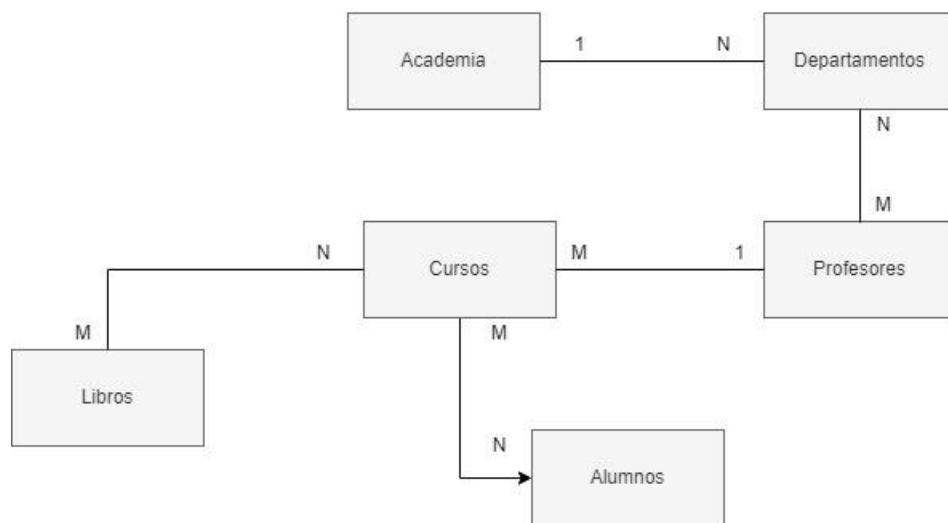 Academia
1
N
Departamentos
N
M
Cursos
M
1
Profesores
N
M
Libros
M
N
Alumnos